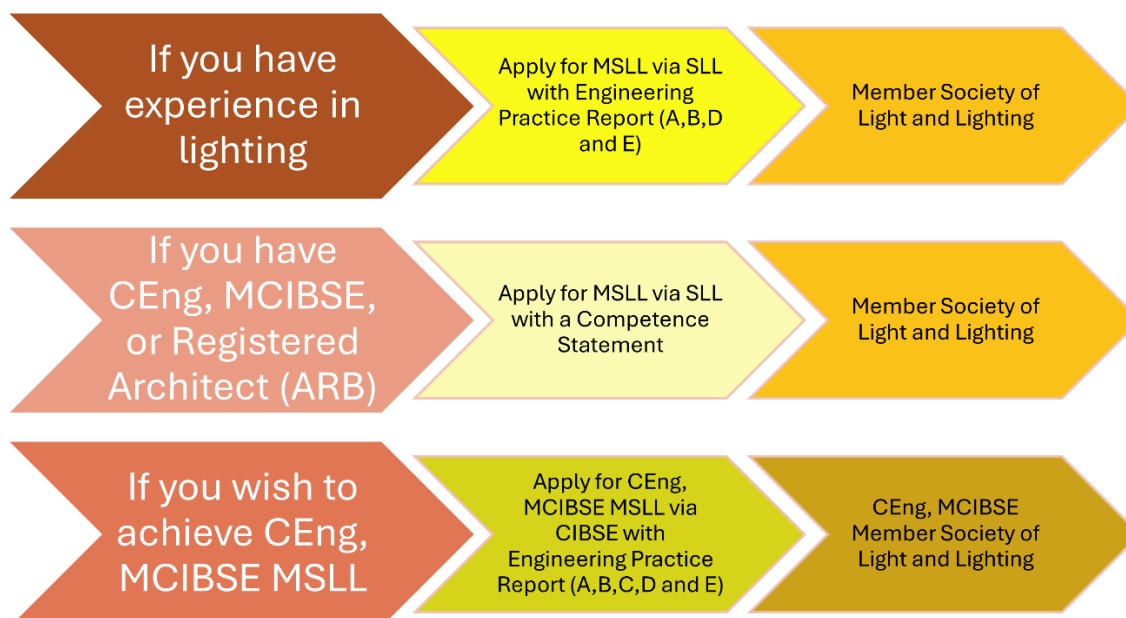 If you have
experience in
lighting
Apply for MSLL via SLL
with Engineering
Practice Report (A,B,D
and E)
Member Society of
Light and Lighting
If you have
CEng, MCIBSE,
or Registered
Architect (ARB)
Apply for MSLL via SLL
with a Competence
Statement
Member Society of
Light and Lighting
If you wish to
achieve CEng,
MCIBSE MSLL
Apply for CEng,
MCIBSE MSLL via
CIBSE with
Engineering Practice
Report (A,B,C,D and E)
CEng, MCIBSE
Member Society of
Light and Lighting